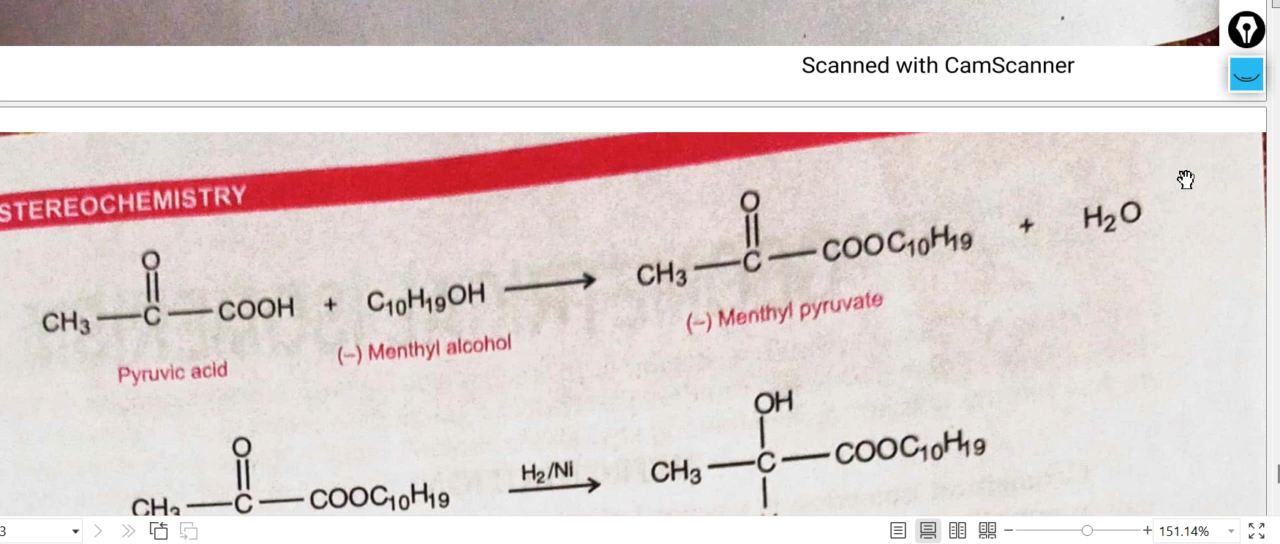 Scanned with CamScanner
STEREOCHEMISTRY
O
CH3—C—COOH + C10H19OH ⟶ CH3—C—COOC10H19 + H2O
O
Pyruvic acid
(–) Menthyl alcohol
(–) Menthyl pyruvate
O
CH3—C—COOC10H19
H2/Ni
OH
CH3—C—COOC10H19
3
151.14%